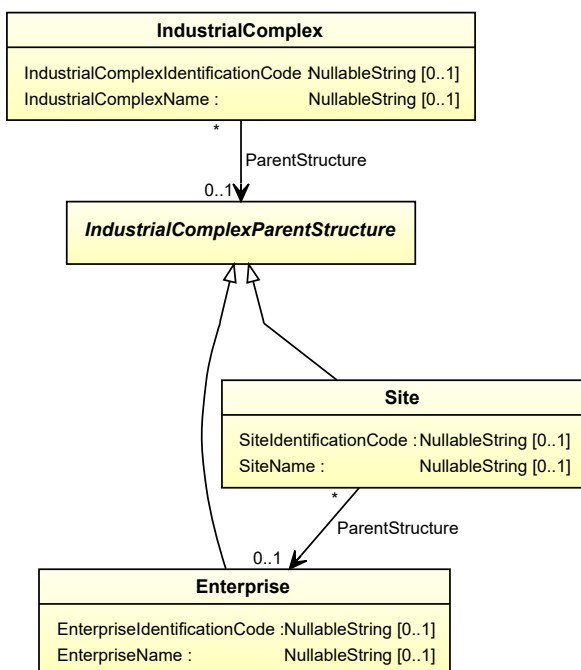 IndustrialComplex
IndustrialComplexIdentificationCode :NullableString [0..1]
IndustrialComplexName : NullableString [0..1]
*
ParentStructure
0..1
IndustrialComplexParentStructure
Site
SiteIdentificationCode : NullableString [0..1]
SiteName : NullableString [0..1]
*
ParentStructure
0..1
Enterprise
EnterpriseIdentificationCode :NullableString [0..1]
EnterpriseName : NullableString [0..1]